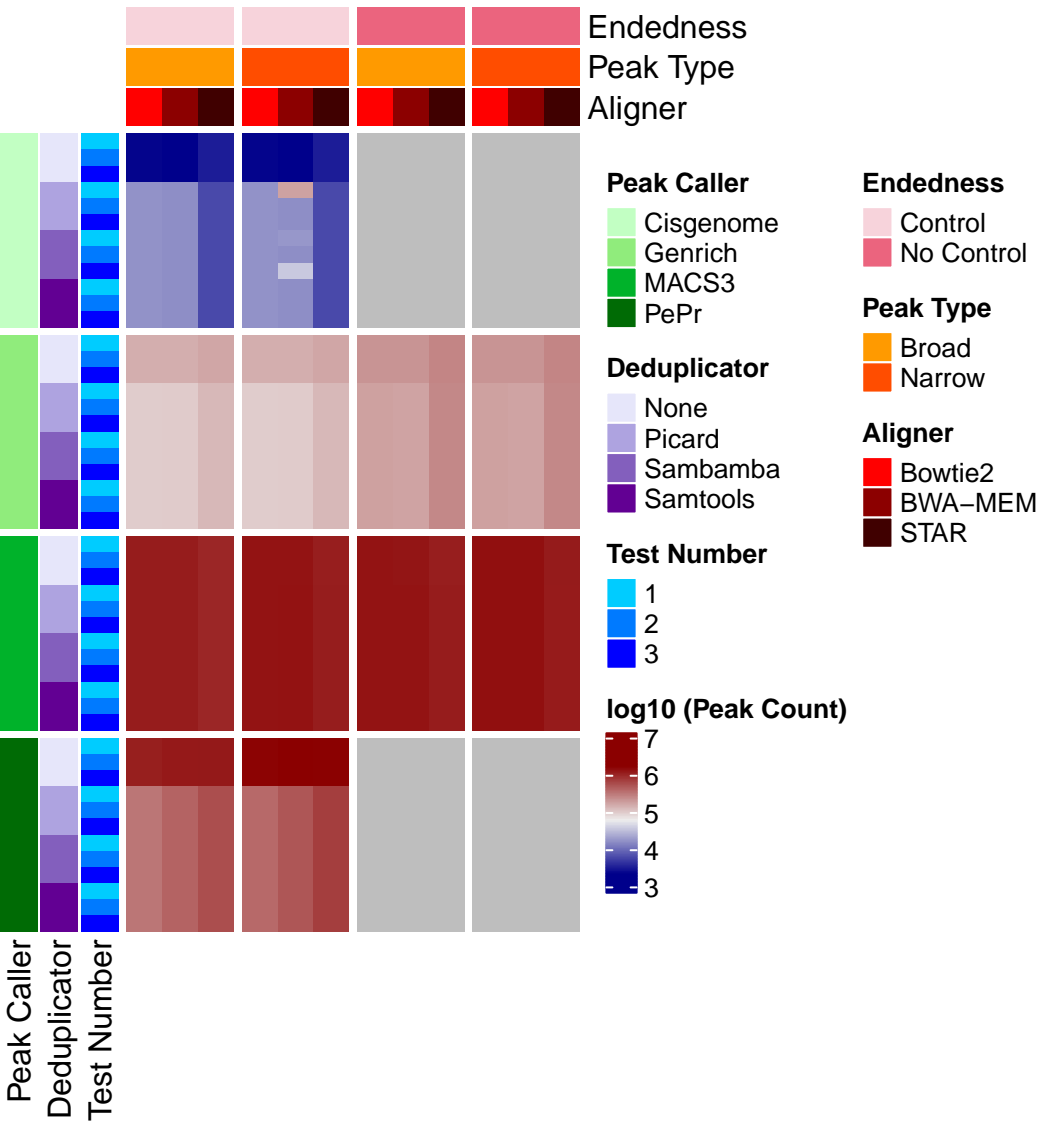 Endedness
Peak Type
Aligner
Peak Caller
Cisgenome
Genrich
MACS3
PePr
Deduplicator
None
Picard
Sambamba
Samtools
Test Number
1
2
3
log10 (Peak Count)
7
6
5
4
3
Endedness
Control
No Control
Peak Type
Broad
Narrow
Aligner
Bowtie2
BWA−MEM
STAR
Peak Caller
Deduplicator
Test Number